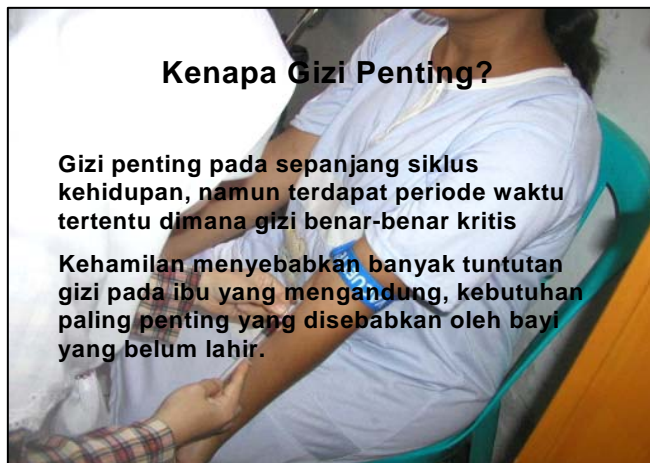 Kenapa Gizi Penting?
Gizi penting pada sepanjang siklus
kehidupan, namun terdapat periode waktu
tertentu dimana gizi benar-benar kritis
Kehamilan menyebabkan banyak tuntutan
gizi pada ibu yang mengandung, kebutuhan
paling penting yang disebabkan oleh bayi
yang belum lahir.